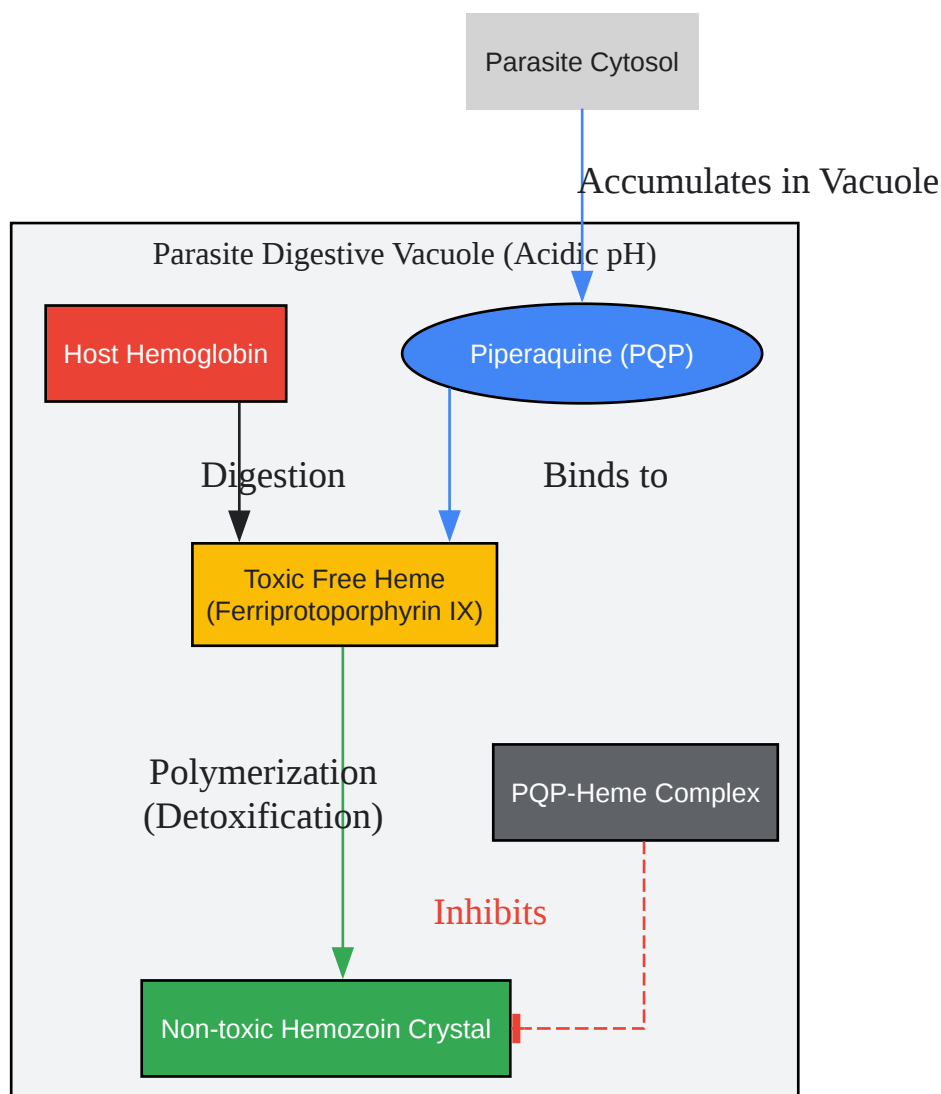 Parasite Cytosol
Accumulates in Vacuole
Parasite Digestive Vacuole (Acidic pH)
Host Hemoglobin
Piperaquine (PQP)
Digestion
Binds to
Toxic Free Heme
(Ferriprotoporphyrin IX)
Polymerization
(Detoxification)
PQP-Heme Complex
Inhibits
Non-toxic Hemozoin Crystal